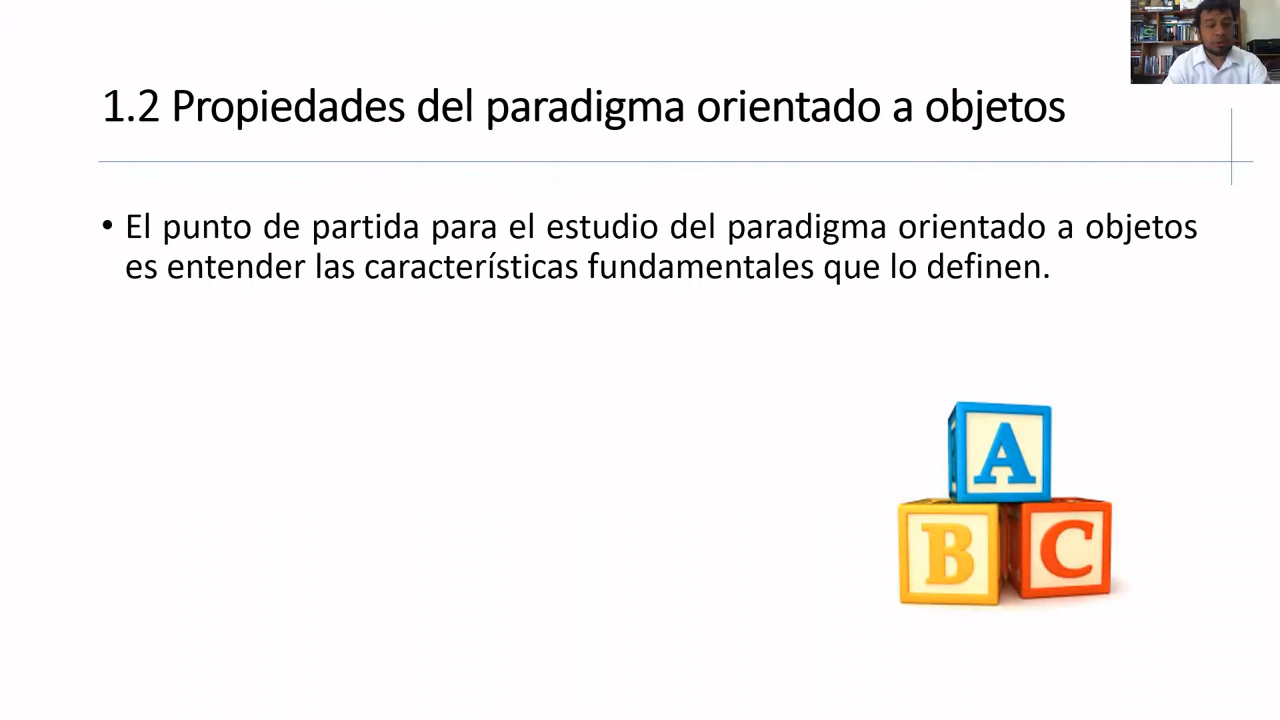 1.2 Propiedades del paradigma orientado a objetos
• El punto de partida para el estudio del paradigma orientado a objetos
es entender las características fundamentales que lo definen.
A
B C